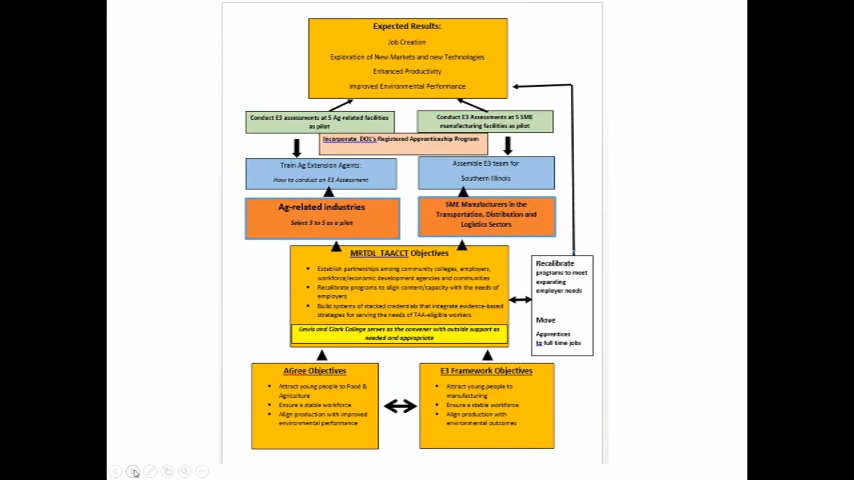 Expected Results:
Job Creation
Exploration of New Markets and new Technologies
Enhanced Productivity
Improved Environmental Performance
Conduct E3 assessments at 5 Ag-related facilities
as pilot
Conduct E3 Assessments at 5 SME
manufacturing facilities as pilot
Incorporate DOL's Registered Apprenticeship Program
Train Ag Extension Agents:
How to conduct an E3 Assessment
Assemble E3 team for
Southern Illinois
Ag-related industries
Select 3 to 5 as a pilot
SME Manufacturers in the
Transportation, Distribution and
Logistics Sectors
MRTDL TAACCT Objectives
• Establish partnerships among community colleges, employers,
workforce/economic development agencies and communities
• Recalibrate programs to align content/capacity with the needs of
employers
• Build systems of stacked credentials that integrate evidence-based
strategies for serving the needs of TAA-eligible workers
Lewis and Clark College serves as the convener with outside support as
needed and appropriate
Recalibrate
programs to meet
expanding
employer needs
Move
Apprentices
to full time jobs
AGree Objectives
• Attract young people to Food &
Agriculture
• Ensure a stable workforce
• Align production with improved
environmental performance
E3 Framework Objectives
• Attract young people to
manufacturing
• Ensure a stable workforce
• Align production with
environmental outcomes